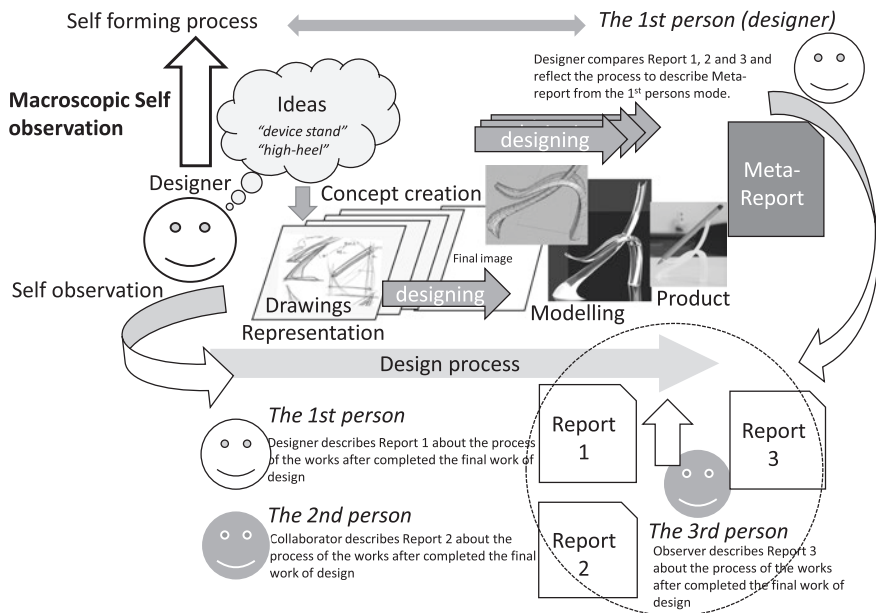 Self forming process
The 1st person (designer)
Designer compares Report 1, 2 and 3 and
reflect the process to describe Meta-
report from the 1st persons mode.
Macroscopic Self
observation
Ideas
"device stand"
"high-heel"
designing
Meta-
Report
Designer
Concept creation
Final image
Self observation
designing
Drawings
Representation
Modelling
Product
Design process
The 1st person
Designer describes Report 1 about the process
of the works after completed the final work of
design
Report
1
Report
3
The 2nd person
Collaborator describes Report 2 about the
process of the works after completed the final
work of design
Report
2
The 3rd person
Observer describes Report 3
about the process of the works
after completed the final work of
design